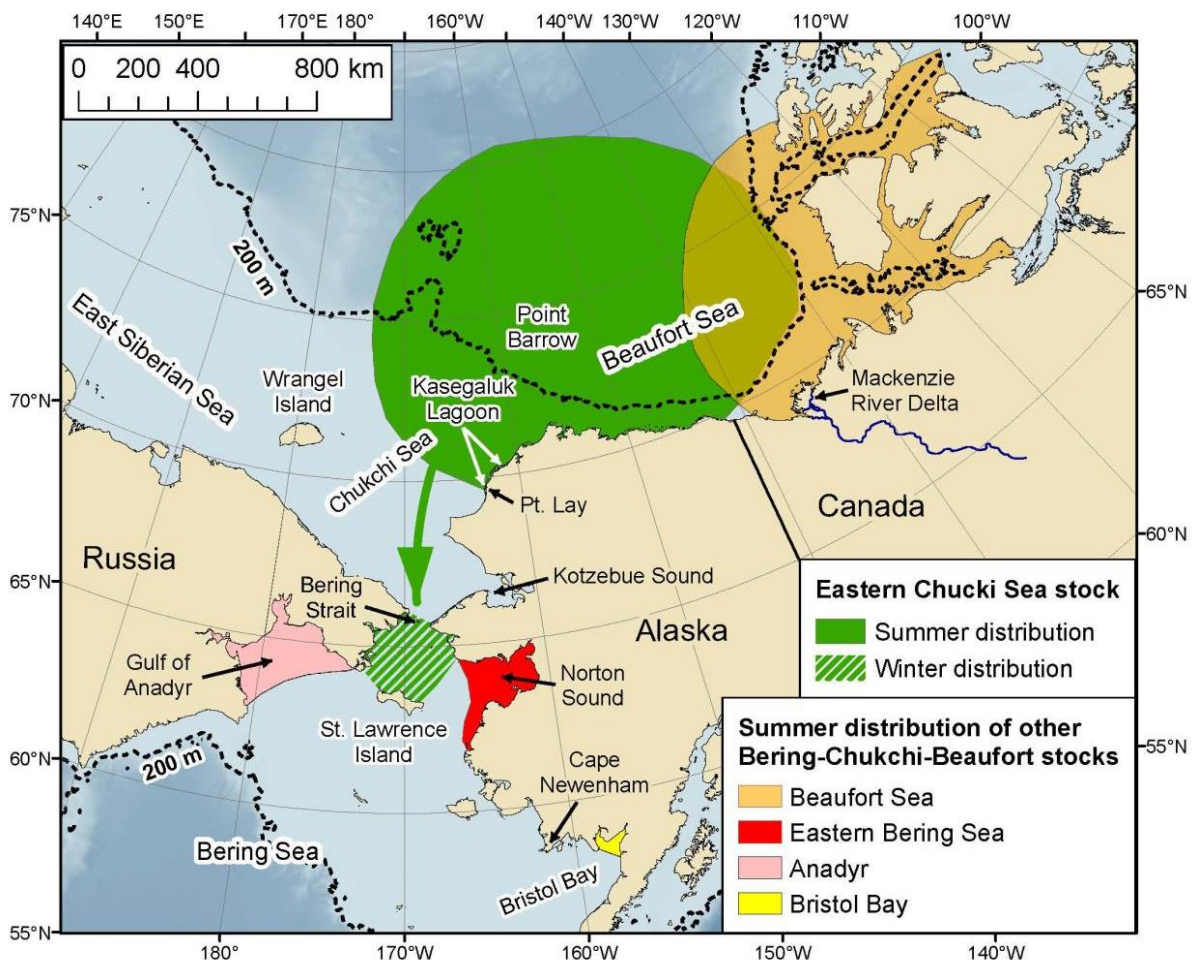 140°E 150°E 170°E 180° 160°W 150°W 140°W 130°W 120°W 110°W 100°W
0 200 400 800 km
75°N
70°N
65°N
60°N
55°N
65°N
60°N
55°N
180° 170°W 160°W 150°W 140°W
200 m
East Siberian Sea
Wrangel
Island
Point
Barrow
Beaufort Sea
Kasegaluk
Lagoon
Chukchi Sea
Pt. Lay
Mackenzie
River Delta
Canada
Russia
Bering
Strait
Kotzebue Sound
Alaska
Gulf of
Anadyr
Norton
Sound
St. Lawrence
Island
Cape
Newenham
200 m
Bering Sea
Bristol Bay
Eastern Chucki Sea stock
Summer distribution
Winter distribution
Summer distribution of other
Bering-Chukchi-Beaufort stocks
Beaufort Sea
Eastern Bering Sea
Anadyr
Bristol Bay